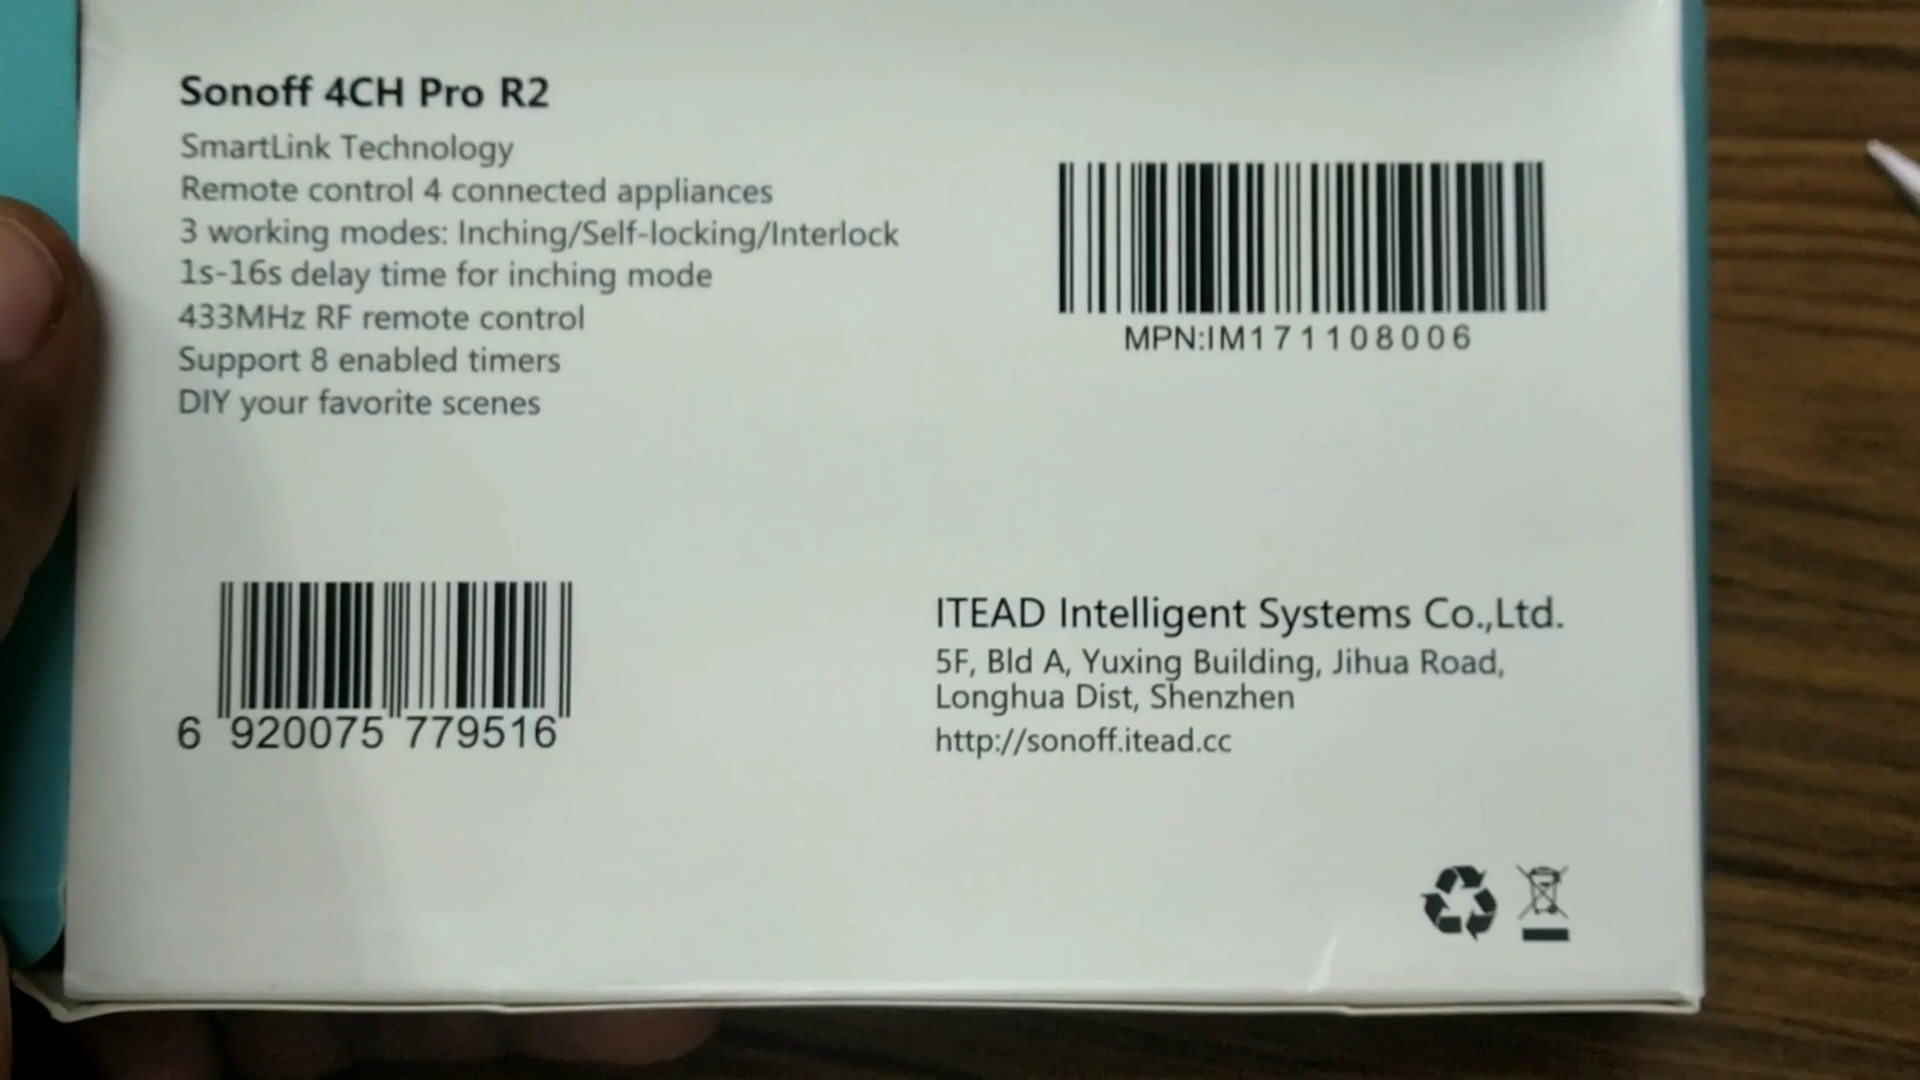 Sonoff 4CH Pro R2
SmartLink Technology
Remote control 4 connected appliances
3 working modes: Inching/Self-locking/Interlock
1s-16s delay time for inching mode
433MHz RF remote control
Support 8 enabled timers
DIY your favorite scenes
MPN:IM171108006
6 920075 779516
ITEAD Intelligent Systems Co.,Ltd.
5F, Bld A, Yuxing Building, Jihua Road,
Longhua Dist, Shenzhen
http://sonoff.itead.cc